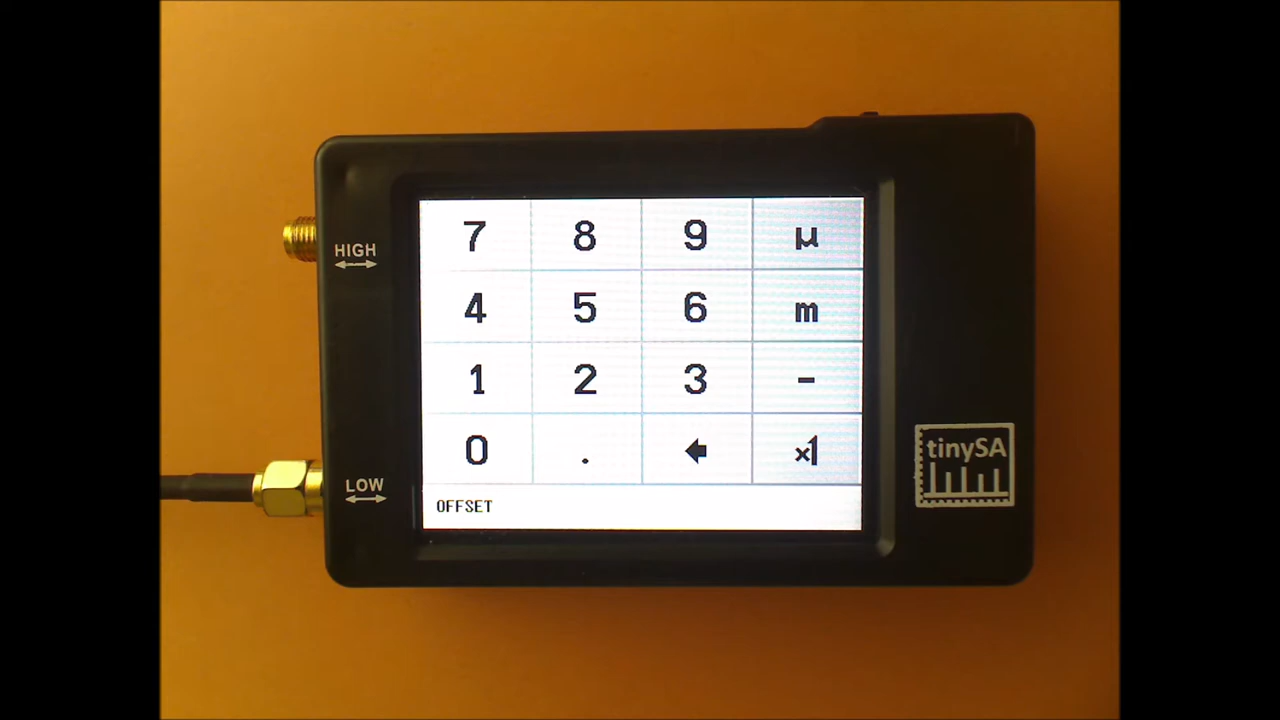 HIGH
7 8 9 µ
4 5 6 m
1 2 3 -
0 . ×1
LOW
OFFSET
tinySA